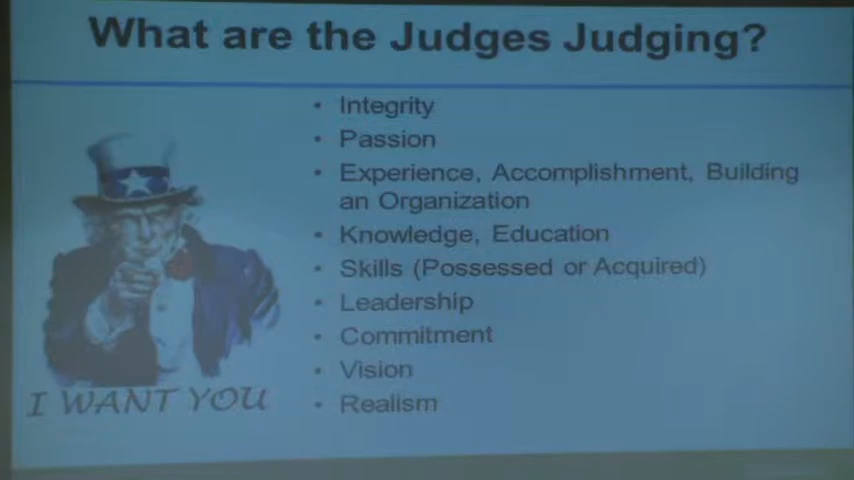 What are the Judges Judging?
• Integrity
• Passion
• Experience, Accomplishment, Building
an Organization
• Knowledge, Education
• Skills (Possessed or Acquired)
• Leadership
• Commitment
• Vision
• Realism
I WANT YOU